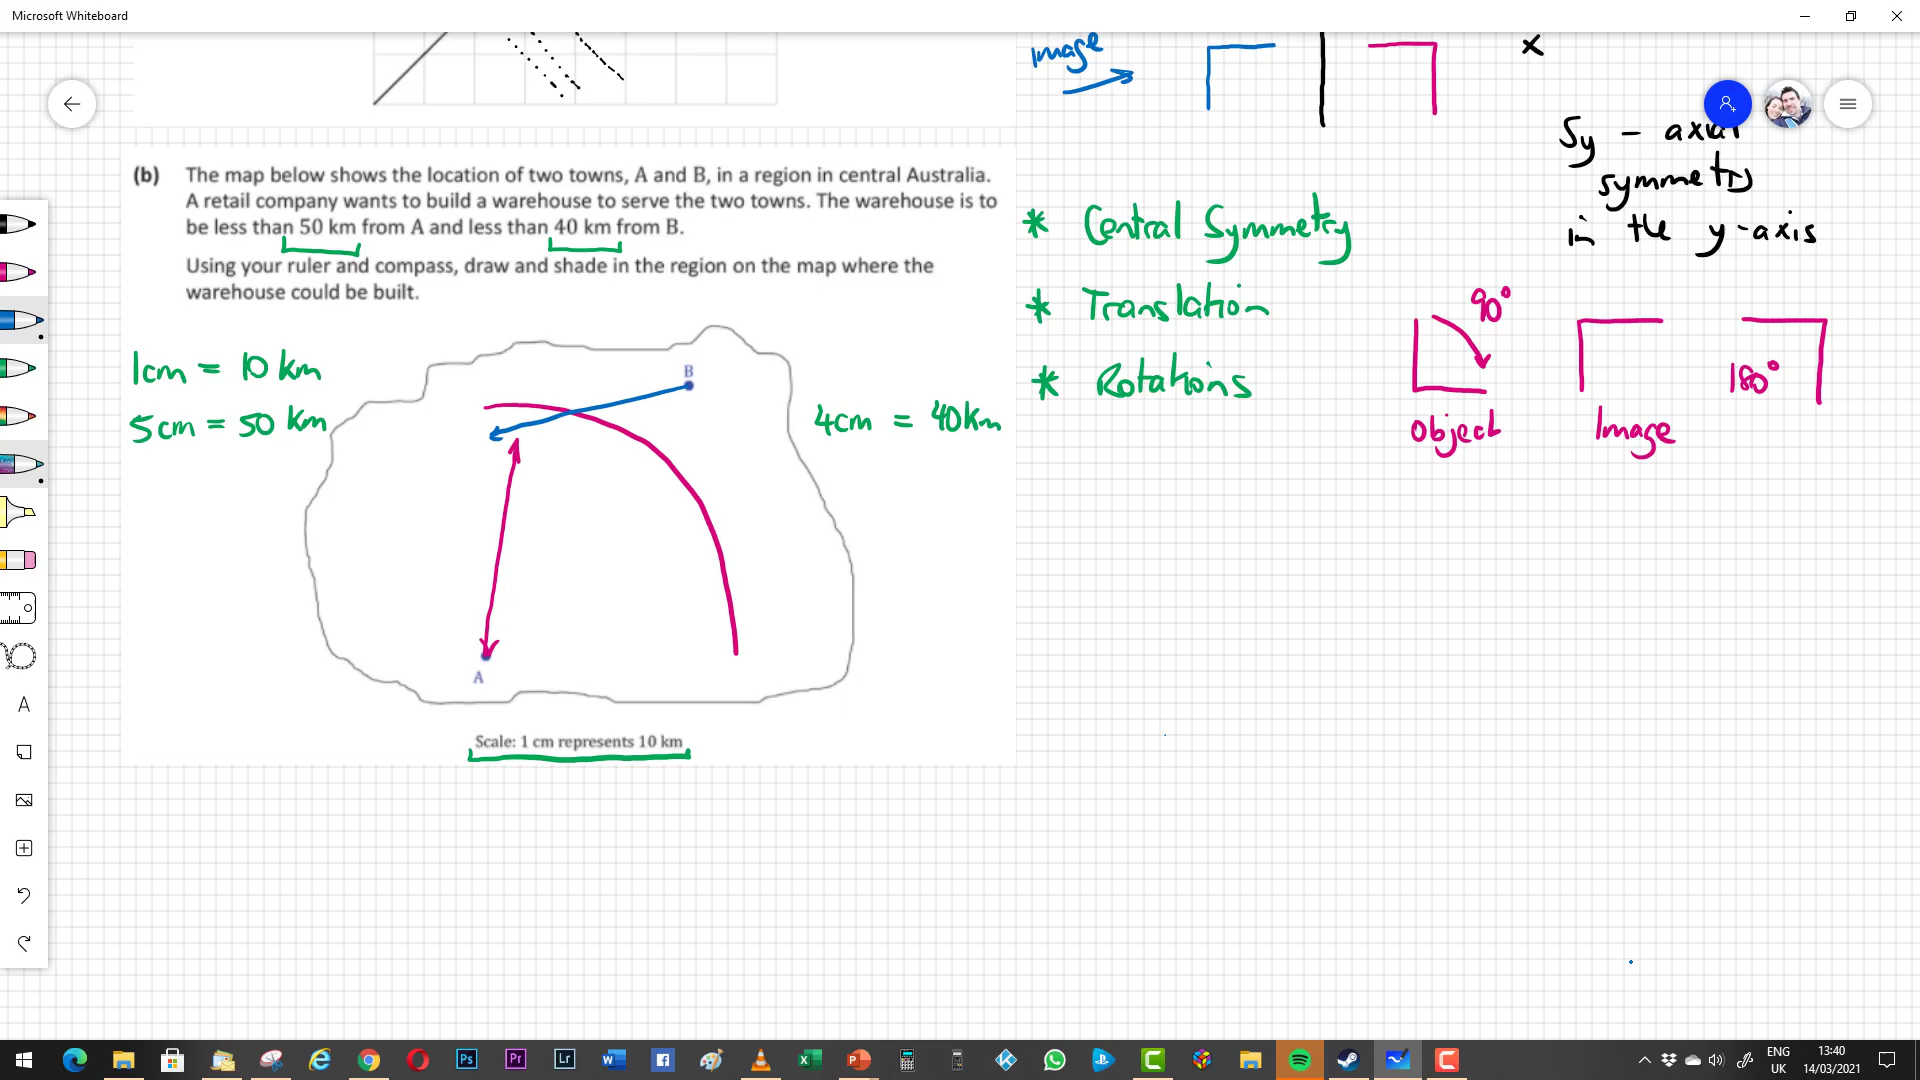 Microsoft Whiteboard
Image
x
Sy - axial
symmetry
in the y-axis
(b) The map below shows the location of two towns, A and B, in a region in central Australia.
A retail company wants to build a warehouse to serve the two towns. The warehouse is to
be less than 50 km from A and less than 40 km from B.
Using your ruler and compass, draw and shade in the region on the map where the
warehouse could be built.
1cm = 10 km
5cm = 50 km
B
4cm = 40km
A
Scale: 1 cm represents 10 km
* Central Symmetry
* Translation
* Rotations
90°
180°
Object
Image
A
Ps
Pr
Lr
ENG
UK
13:40
14/03/2021